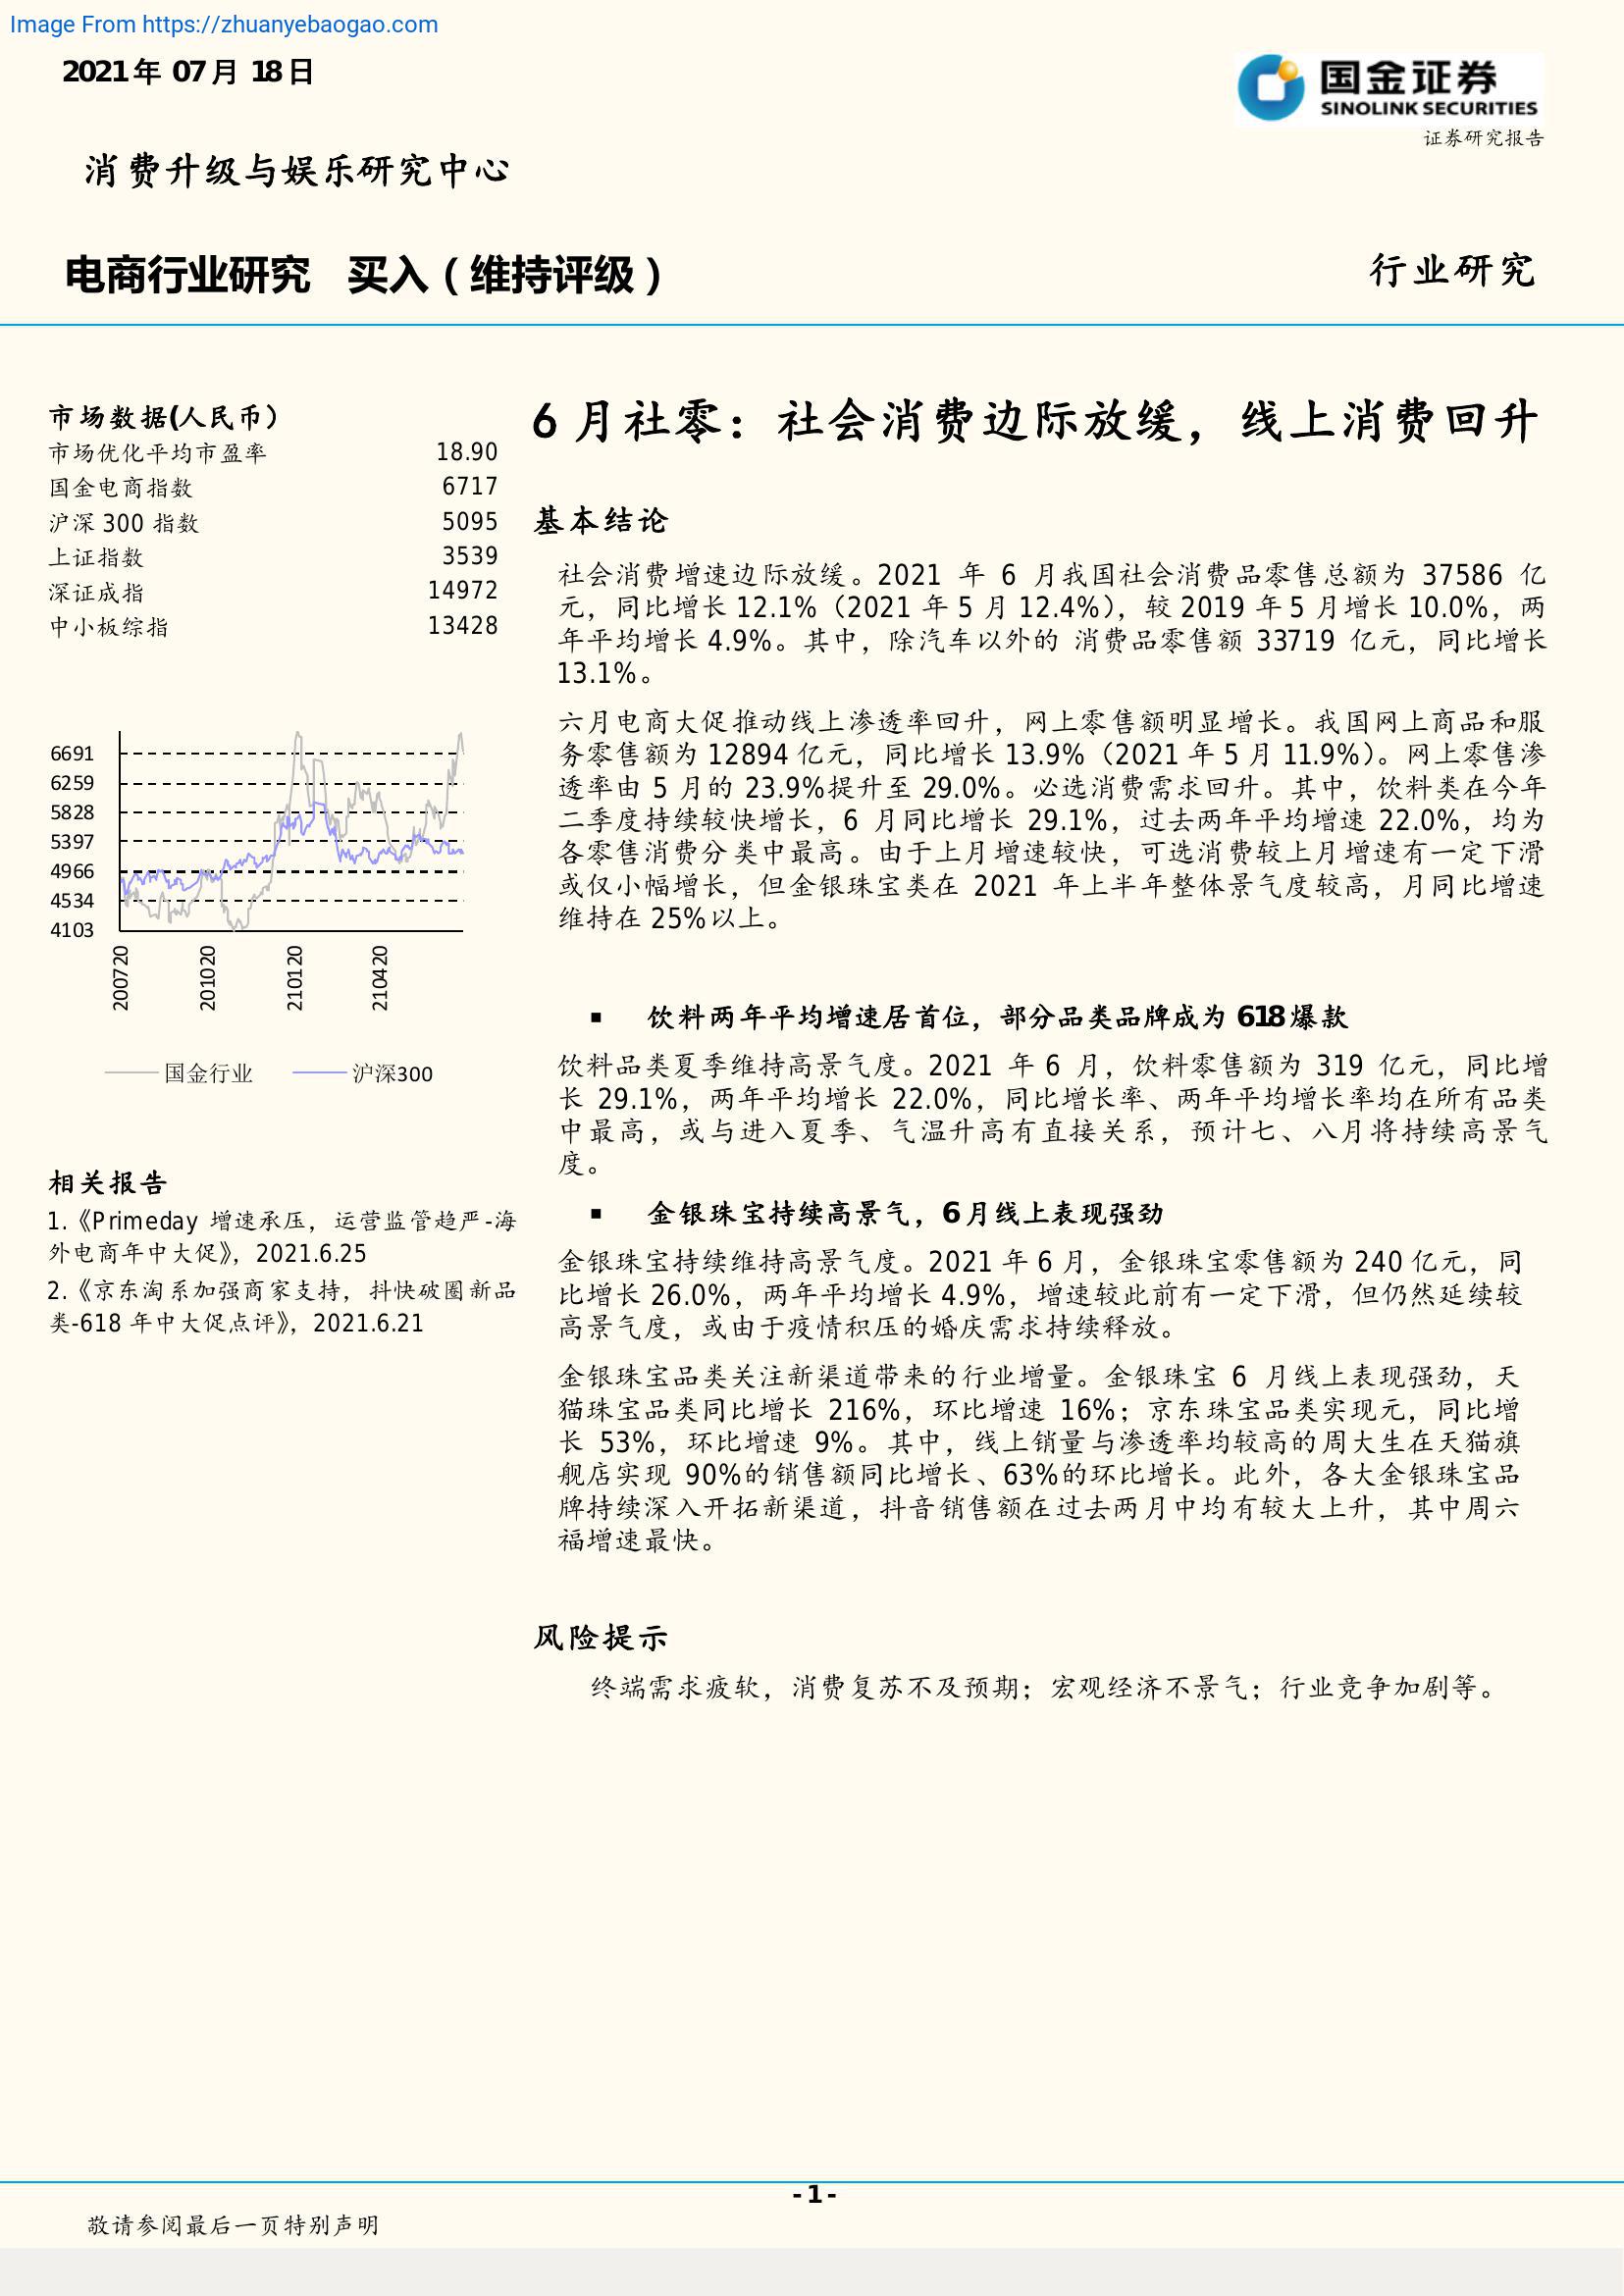 Image From https://zhuanyebaogao.com
2021 年 07 月 18 日
国金证券
SINOLINK SECURITIES
证券研究报告
消费升级与娱乐研究中心
电商行业研究 买入（维持评级）
行业研究
市场数据(人民币）
市场优化平均市盈率 18.90
国金电商指数 6717
沪深 300 指数 5095
上证指数 3539
深证成指 14972
中小板综指 13428
6691
6259
5828
5397
4966
4534
4103
200720
201020
210120
210420
国金行业 沪深300
相关报告
1.《Primeday 增速承压，运营监管趋严-海
外电商年中大促》，2021.6.25
2.《京东淘系加强商家支持，抖快破圈新品
类-618 年中大促点评》，2021.6.21
6 月社零：社会消费边际放缓，线上消费回升
基本结论
社会消费增速边际放缓。2021 年 6 月我国社会消费品零售总额为 37586 亿
元，同比增长 12.1%（2021 年 5 月 12.4%），较 2019 年 5 月增长 10.0%，两
年平均增长 4.9%。其中，除汽车以外的 消费品零售额 33719 亿元，同比增长
13.1%。
六月电商大促推动线上渗透率回升，网上零售额明显增长。我国网上商品和服
务零售额为 12894 亿元，同比增长 13.9%（2021 年 5 月 11.9%）。网上零售渗
透率由 5 月的 23.9%提升至 29.0%。必选消费需求回升。其中，饮料类在今年
二季度持续较快增长，6 月同比增长 29.1%，过去两年平均增速 22.0%，均为
各零售消费分类中最高。由于上月增速较快，可选消费较上月增速有一定下滑
或仅小幅增长，但金银珠宝类在 2021 年上半年整体景气度较高，月同比增速
维持在 25%以上。
■ 饮料两年平均增速居首位，部分品类品牌成为 618 爆款
饮料品类夏季维持高景气度。2021 年 6 月，饮料零售额为 319 亿元，同比增
长 29.1%，两年平均增长 22.0%，同比增长率、两年平均增长率均在所有品类
中最高，或与进入夏季、气温升高有直接关系，预计七、八月将持续高景气
度。
■ 金银珠宝持续高景气，6 月线上表现强劲
金银珠宝持续维持高景气度。2021 年 6 月，金银珠宝零售额为 240 亿元，同
比增长 26.0%，两年平均增长 4.9%，增速较此前有一定下滑，但仍然延续较
高景气度，或由于疫情积压的婚庆需求持续释放。
金银珠宝品类关注新渠道带来的行业增量。金银珠宝 6 月线上表现强劲，天
猫珠宝品类同比增长 216%，环比增速 16%；京东珠宝品类实现元，同比增
长 53%，环比增速 9%。其中，线上销量与渗透率均较高的周大生在天猫旗
舰店实现 90%的销售额同比增长、63%的环比增长。此外，各大金银珠宝品
牌持续深入开拓新渠道，抖音销售额在过去两月中均有较大上升，其中周六
福增速最快。
风险提示
终端需求疲软，消费复苏不及预期；宏观经济不景气；行业竞争加剧等。
- 1 -
敬请参阅最后一页特别声明